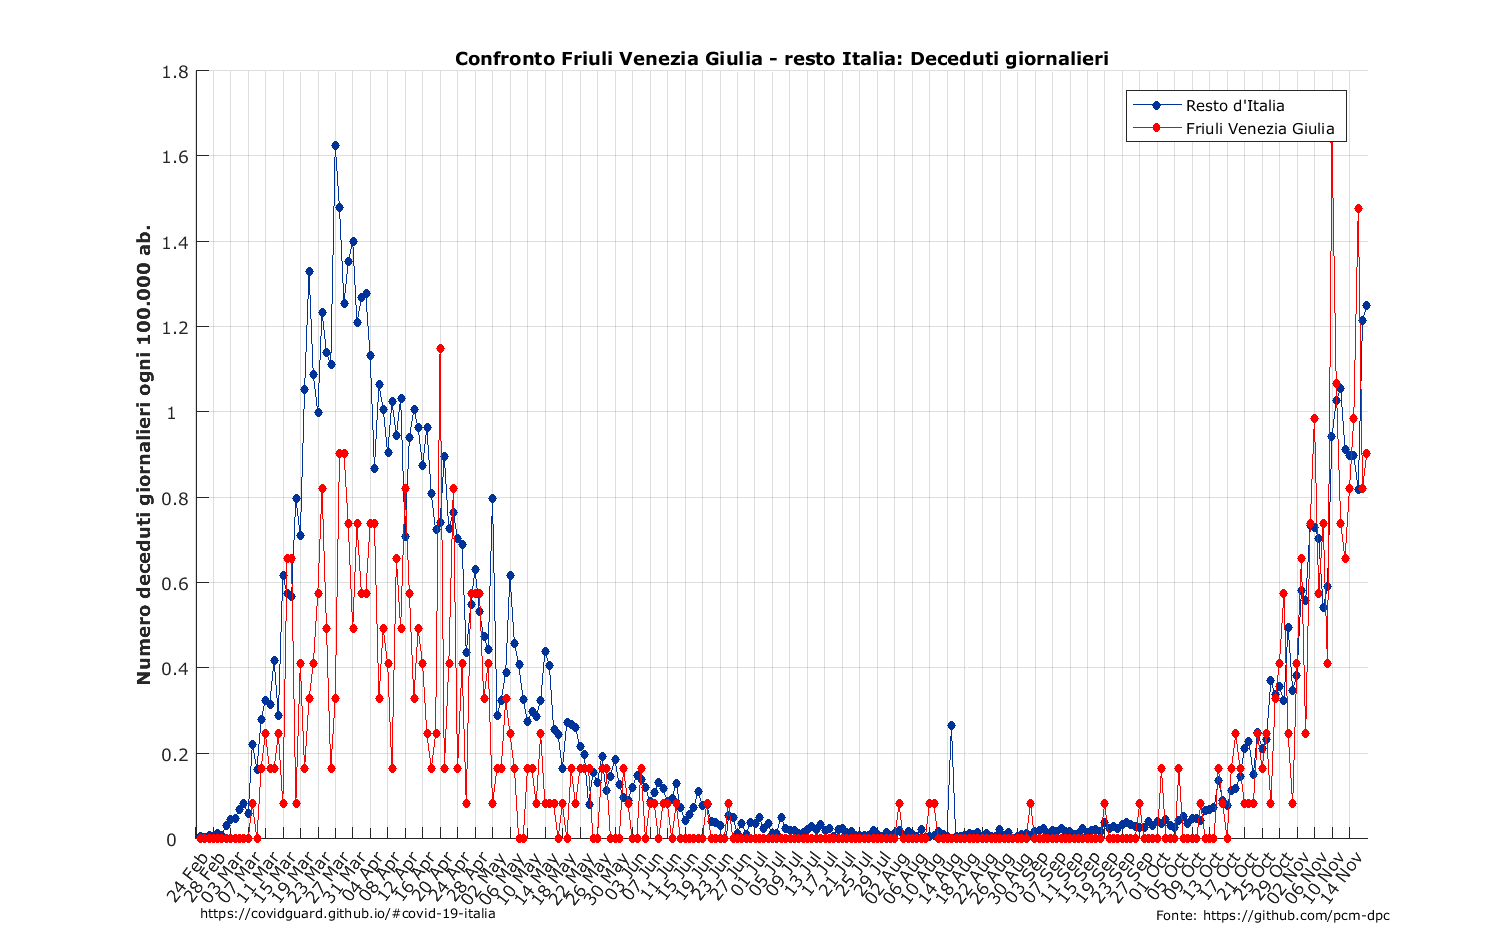 Confronto Friuli Venezia Giulia - resto Italia: Deceduti giornalieri
Numero deceduti giornalieri ogni 100.000 ab.
1.8
1.6
1.4
1.2
1
0.8
0.6
0.4
0.2
0
Resto d'Italia
Friuli Venezia Giulia
24 Feb
28 Feb
03 Mar
07 Mar
11 Mar
15 Mar
19 Mar
23 Mar
27 Mar
31 Mar
04 Apr
08 Apr
12 Apr
16 Apr
20 Apr
24 Apr
28 Apr
02 May
06 May
10 May
14 May
18 May
22 May
26 May
30 May
03 Jun
07 Jun
11 Jun
15 Jun
19 Jun
23 Jun
27 Jun
01 Jul
05 Jul
09 Jul
13 Jul
17 Jul
21 Jul
25 Jul
29 Jul
02 Aug
06 Aug
10 Aug
14 Aug
18 Aug
22 Aug
26 Aug
30 Aug
03 Sep
07 Sep
11 Sep
15 Sep
19 Sep
23 Sep
27 Sep
01 Oct
05 Oct
09 Oct
13 Oct
17 Oct
21 Oct
25 Oct
29 Oct
02 Nov
06 Nov
10 Nov
14 Nov
https://covidguard.github.io/#covid-19-italia
Fonte: https://github.com/pcm-dpc